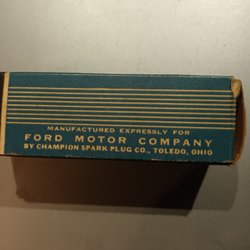 MANUFACTURED EXPRESSLY FOR
FORD MOTOR COMPANY
BY CHAMPION SPARK PLUG CO., TOLEDO, OHIO